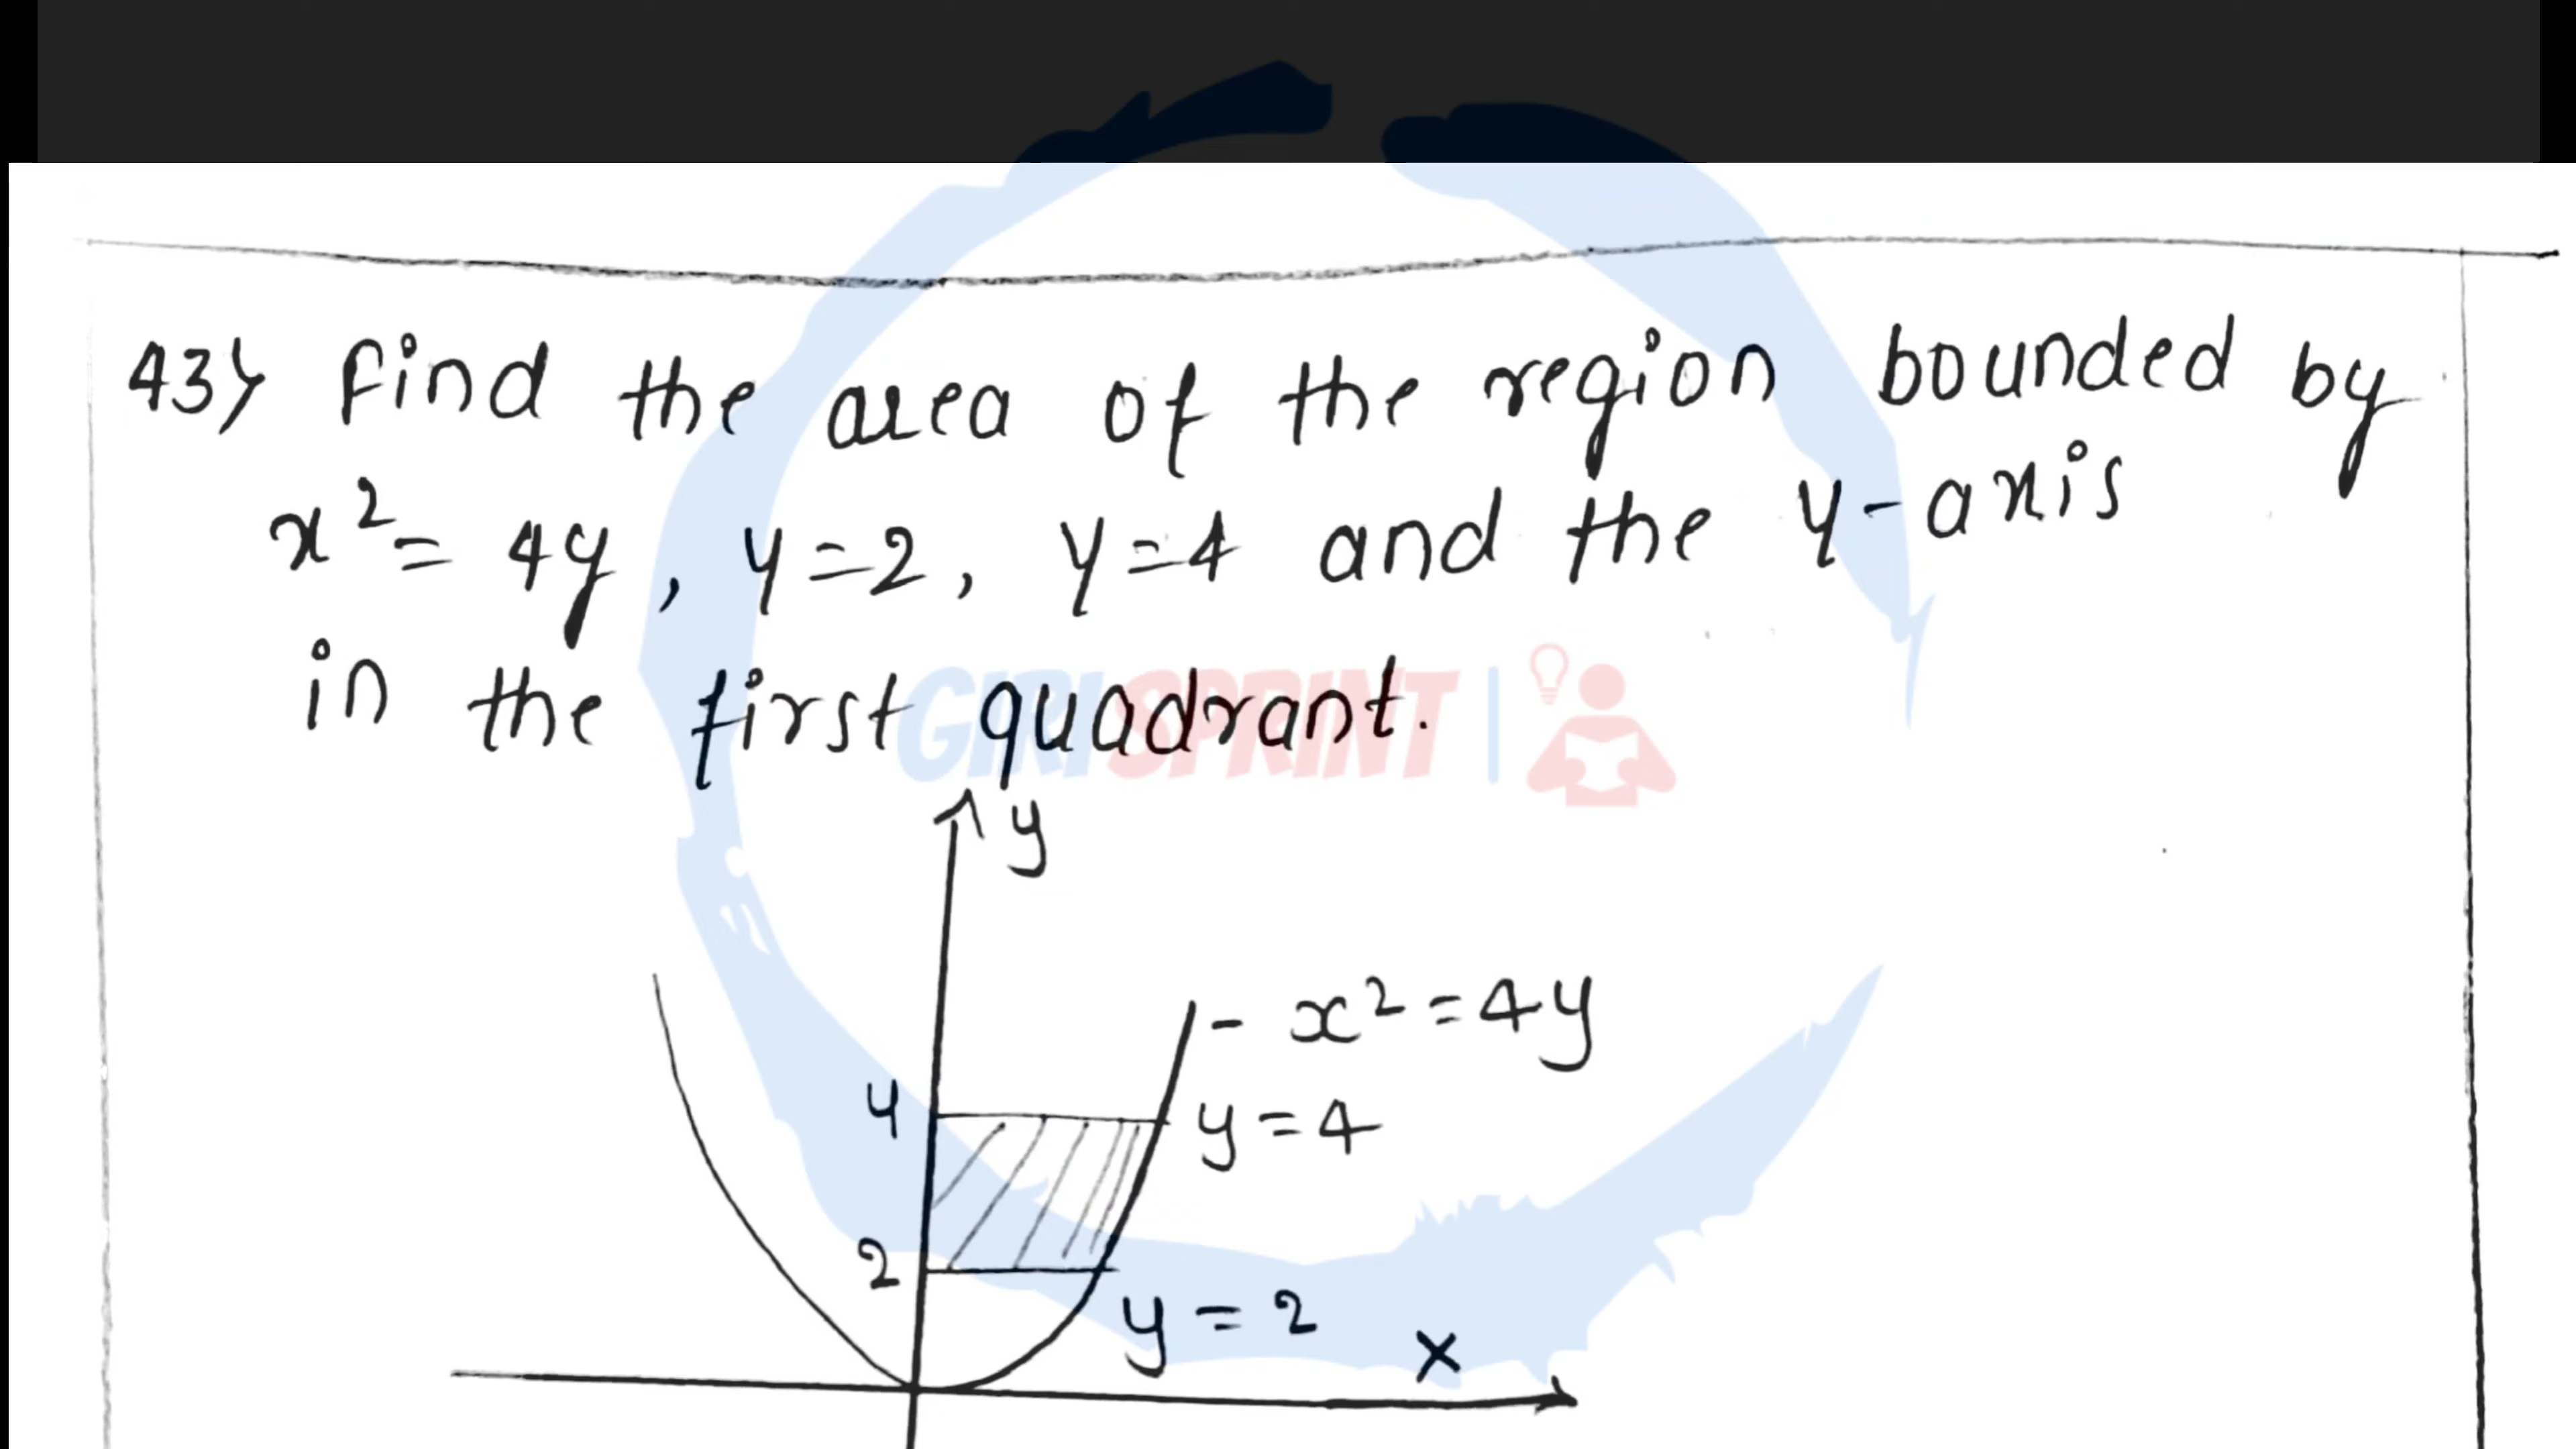 43} Find the area of the region bounded by
x² = 4y, y=2, y=4 and the y-axis
in the first quadrant.
GIRISPRINT
y
- x² = 4y
4
y = 4
2
y = 2
X